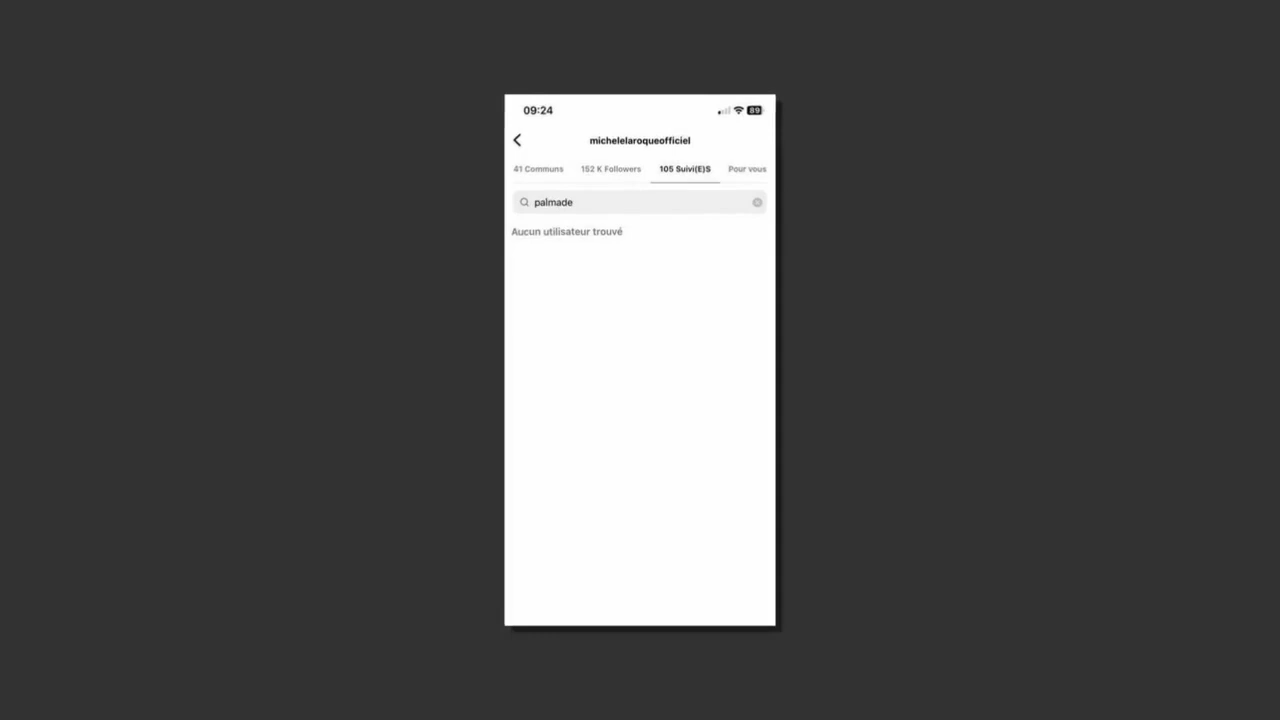 09:24
89
michelelaroqueofficiel
41 Communs 152 K Followers 105 Suivi(E)S Pour vous
palmade
Aucun utilisateur trouvé